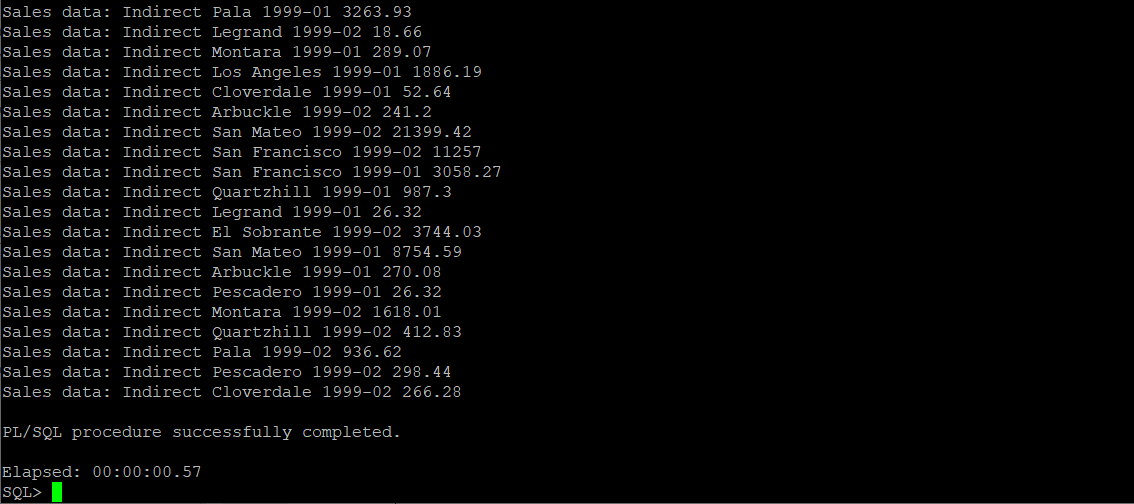 Sales data: Indirect Pala 1999-01 3263.93
Sales data: Indirect Legrand 1999-02 18.66
Sales data: Indirect Montara 1999-01 289.07
Sales data: Indirect Los Angeles 1999-01 1886.19
Sales data: Indirect Cloverdale 1999-01 52.64
Sales data: Indirect Arbuckle 1999-02 241.2
Sales data: Indirect San Mateo 1999-02 21399.42
Sales data: Indirect San Francisco 1999-02 11257
Sales data: Indirect San Francisco 1999-01 3058.27
Sales data: Indirect Quartzhill 1999-01 987.3
Sales data: Indirect Legrand 1999-01 26.32
Sales data: Indirect El Sobrante 1999-02 3744.03
Sales data: Indirect San Mateo 1999-01 8754.59
Sales data: Indirect Arbuckle 1999-01 270.08
Sales data: Indirect Pescadero 1999-01 26.32
Sales data: Indirect Montara 1999-02 1618.01
Sales data: Indirect Quartzhill 1999-02 412.83
Sales data: Indirect Pala 1999-02 936.62
Sales data: Indirect Pescadero 1999-02 298.44
Sales data: Indirect Cloverdale 1999-02 266.28
PL/SQL procedure successfully completed.
Elapsed: 00:00:00.57
SQL>